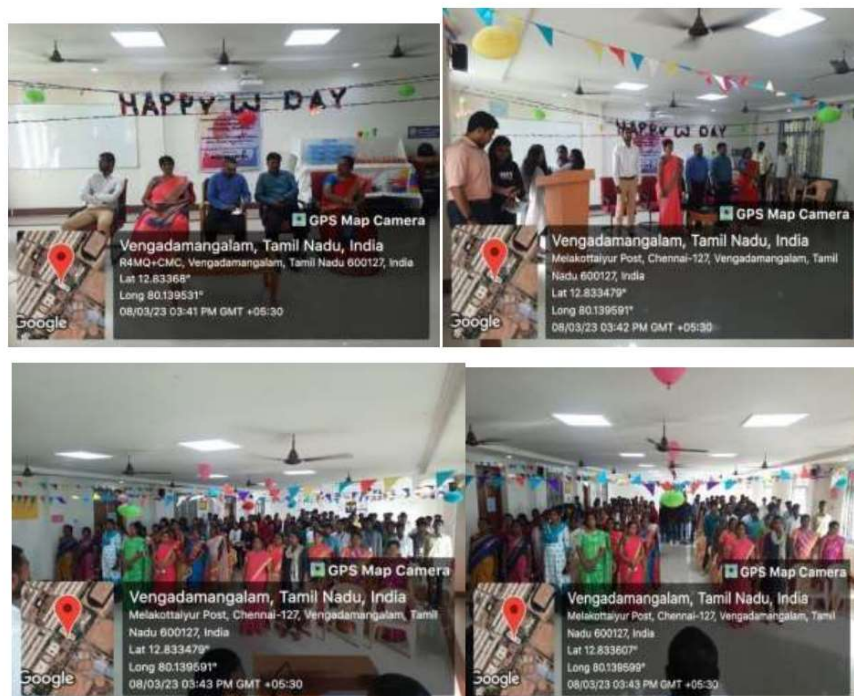 HAPPY W DAY
GPS Map Camera
Vengadamangalam, Tamil Nadu, India
R4MQ+CMC, Vengadamangalam, Tamil Nadu 600127, India
Lat 12.83368°
Long 80.139531°
08/03/23 03:41 PM GMT +05:30
Google
HAPPY W DAY
GPS Map Camera
Vengadamangalam, Tamil Nadu, India
Melakottaiyur Post, Chennai-127, Vengadamangalam, Tamil
Nadu 600127, India
Lat 12.833479°
Long 80.139591°
08/03/23 03:42 PM GMT +05:30
Google
GPS Map Camera
Vengadamangalam, Tamil Nadu, India
Melakottaiyur Post, Chennai-127, Vengadamangalam, Tamil
Nadu 600127, India
Lat 12.833479°
Long 80.139591°
08/03/23 03:43 PM GMT +05:30
Google
GPS Map Camera
Vengadamangalam, Tamil Nadu, India
Melakottaiyur Post, Chennai-127, Vengadamangalam, Tamil
Nadu 600127, India
Lat 12.833607°
Long 80.139599°
08/03/23 03:43 PM GMT +05:30
Google